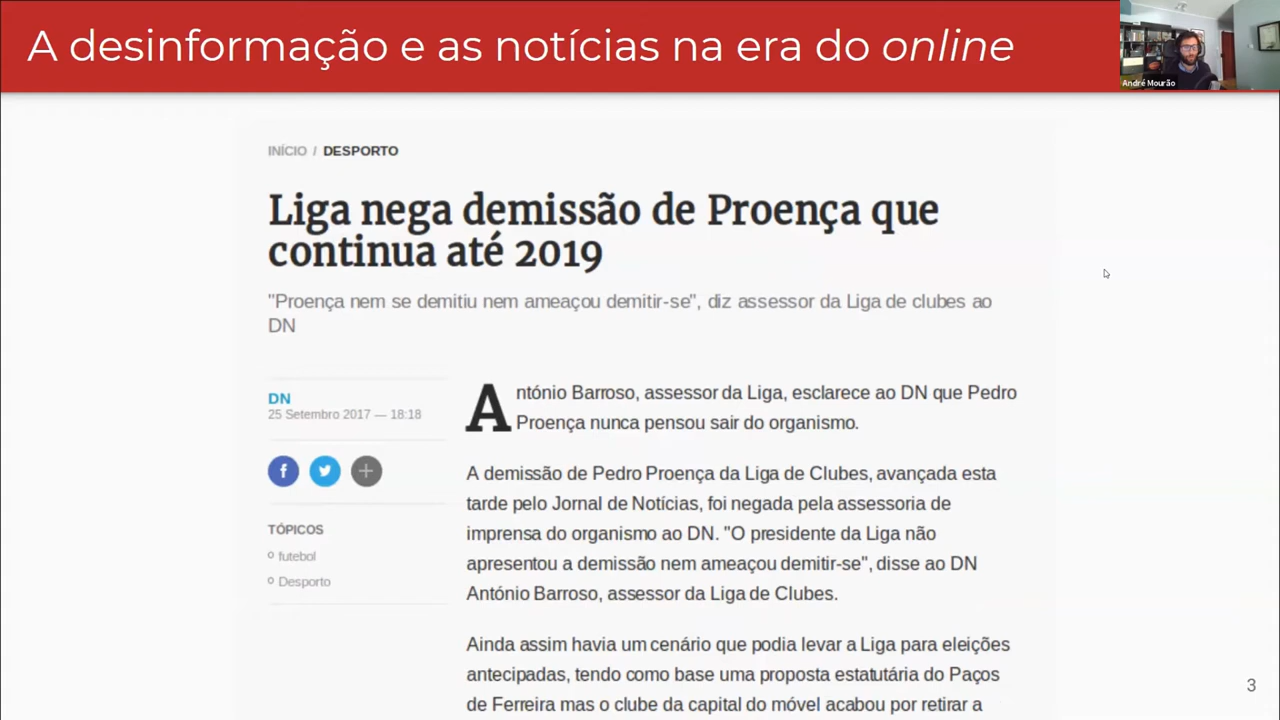 A desinformação e as notícias na era do online
André Mourão
INÍCIO / DESPORTO
Liga nega demissão de Proença que
continua até 2019
"Proença nem se demitiu nem ameaçou demitir-se", diz assessor da Liga de clubes ao
DN
DN
25 Setembro 2017 — 18:18
TÓPICOS
futebol
Desporto
António Barroso, assessor da Liga, esclarece ao DN que Pedro
Proença nunca pensou sair do organismo.
A demissão de Pedro Proença da Liga de Clubes, avançada esta
tarde pelo Jornal de Notícias, foi negada pela assessoria de
imprensa do organismo ao DN. "O presidente da Liga não
apresentou a demissão nem ameaçou demitir-se", disse ao DN
António Barroso, assessor da Liga de Clubes.
Ainda assim havia um cenário que podia levar a Liga para eleições
antecipadas, tendo como base uma proposta estatutária do Paços
de Ferreira mas o clube da capital do móvel acabou por retirar a
3